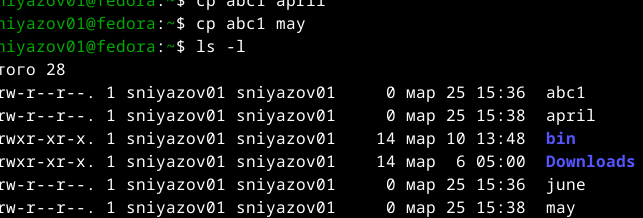 niyazov01@fedora:~$ cp abc1 april
niyazov01@fedora:~$ cp abc1 may
niyazov01@fedora:~$ ls -l
того 28
rw-r--r--. 1 sniyazov01 sniyazov01 0 мар 25 15:36 abc1
rw-r--r--. 1 sniyazov01 sniyazov01 0 мар 25 15:38 april
rwxr-xr-x. 1 sniyazov01 sniyazov01 14 мар 10 13:48 bin
rwxr-xr-x. 1 sniyazov01 sniyazov01 14 мар 6 05:00 Downloads
rw-r--r--. 1 sniyazov01 sniyazov01 0 мар 25 15:36 june
rw-r--r--. 1 sniyazov01 sniyazov01 0 мар 25 15:38 may